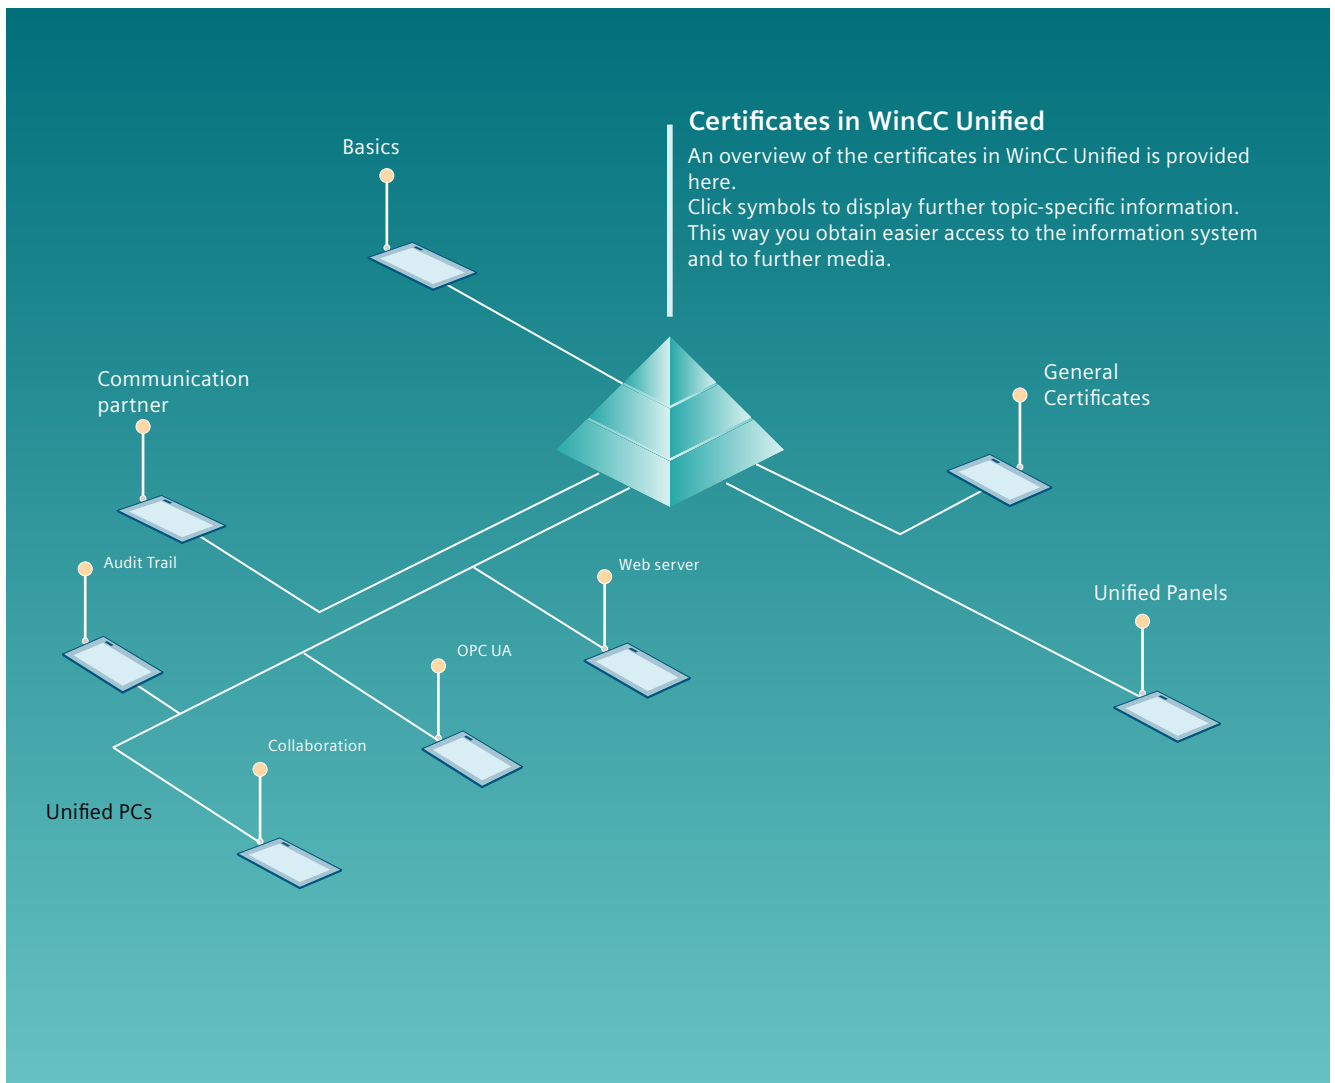 Certificates in WinCC Unified
An overview of the certificates in WinCC Unified is provided
here.
Click symbols to display further topic-specific information.
This way you obtain easier access to the information system
and to further media.
Basics
Communication
partner
General
Certificates
Audit Trail
Web server
Unified Panels
OPC UA
Collaboration
Unified PCs